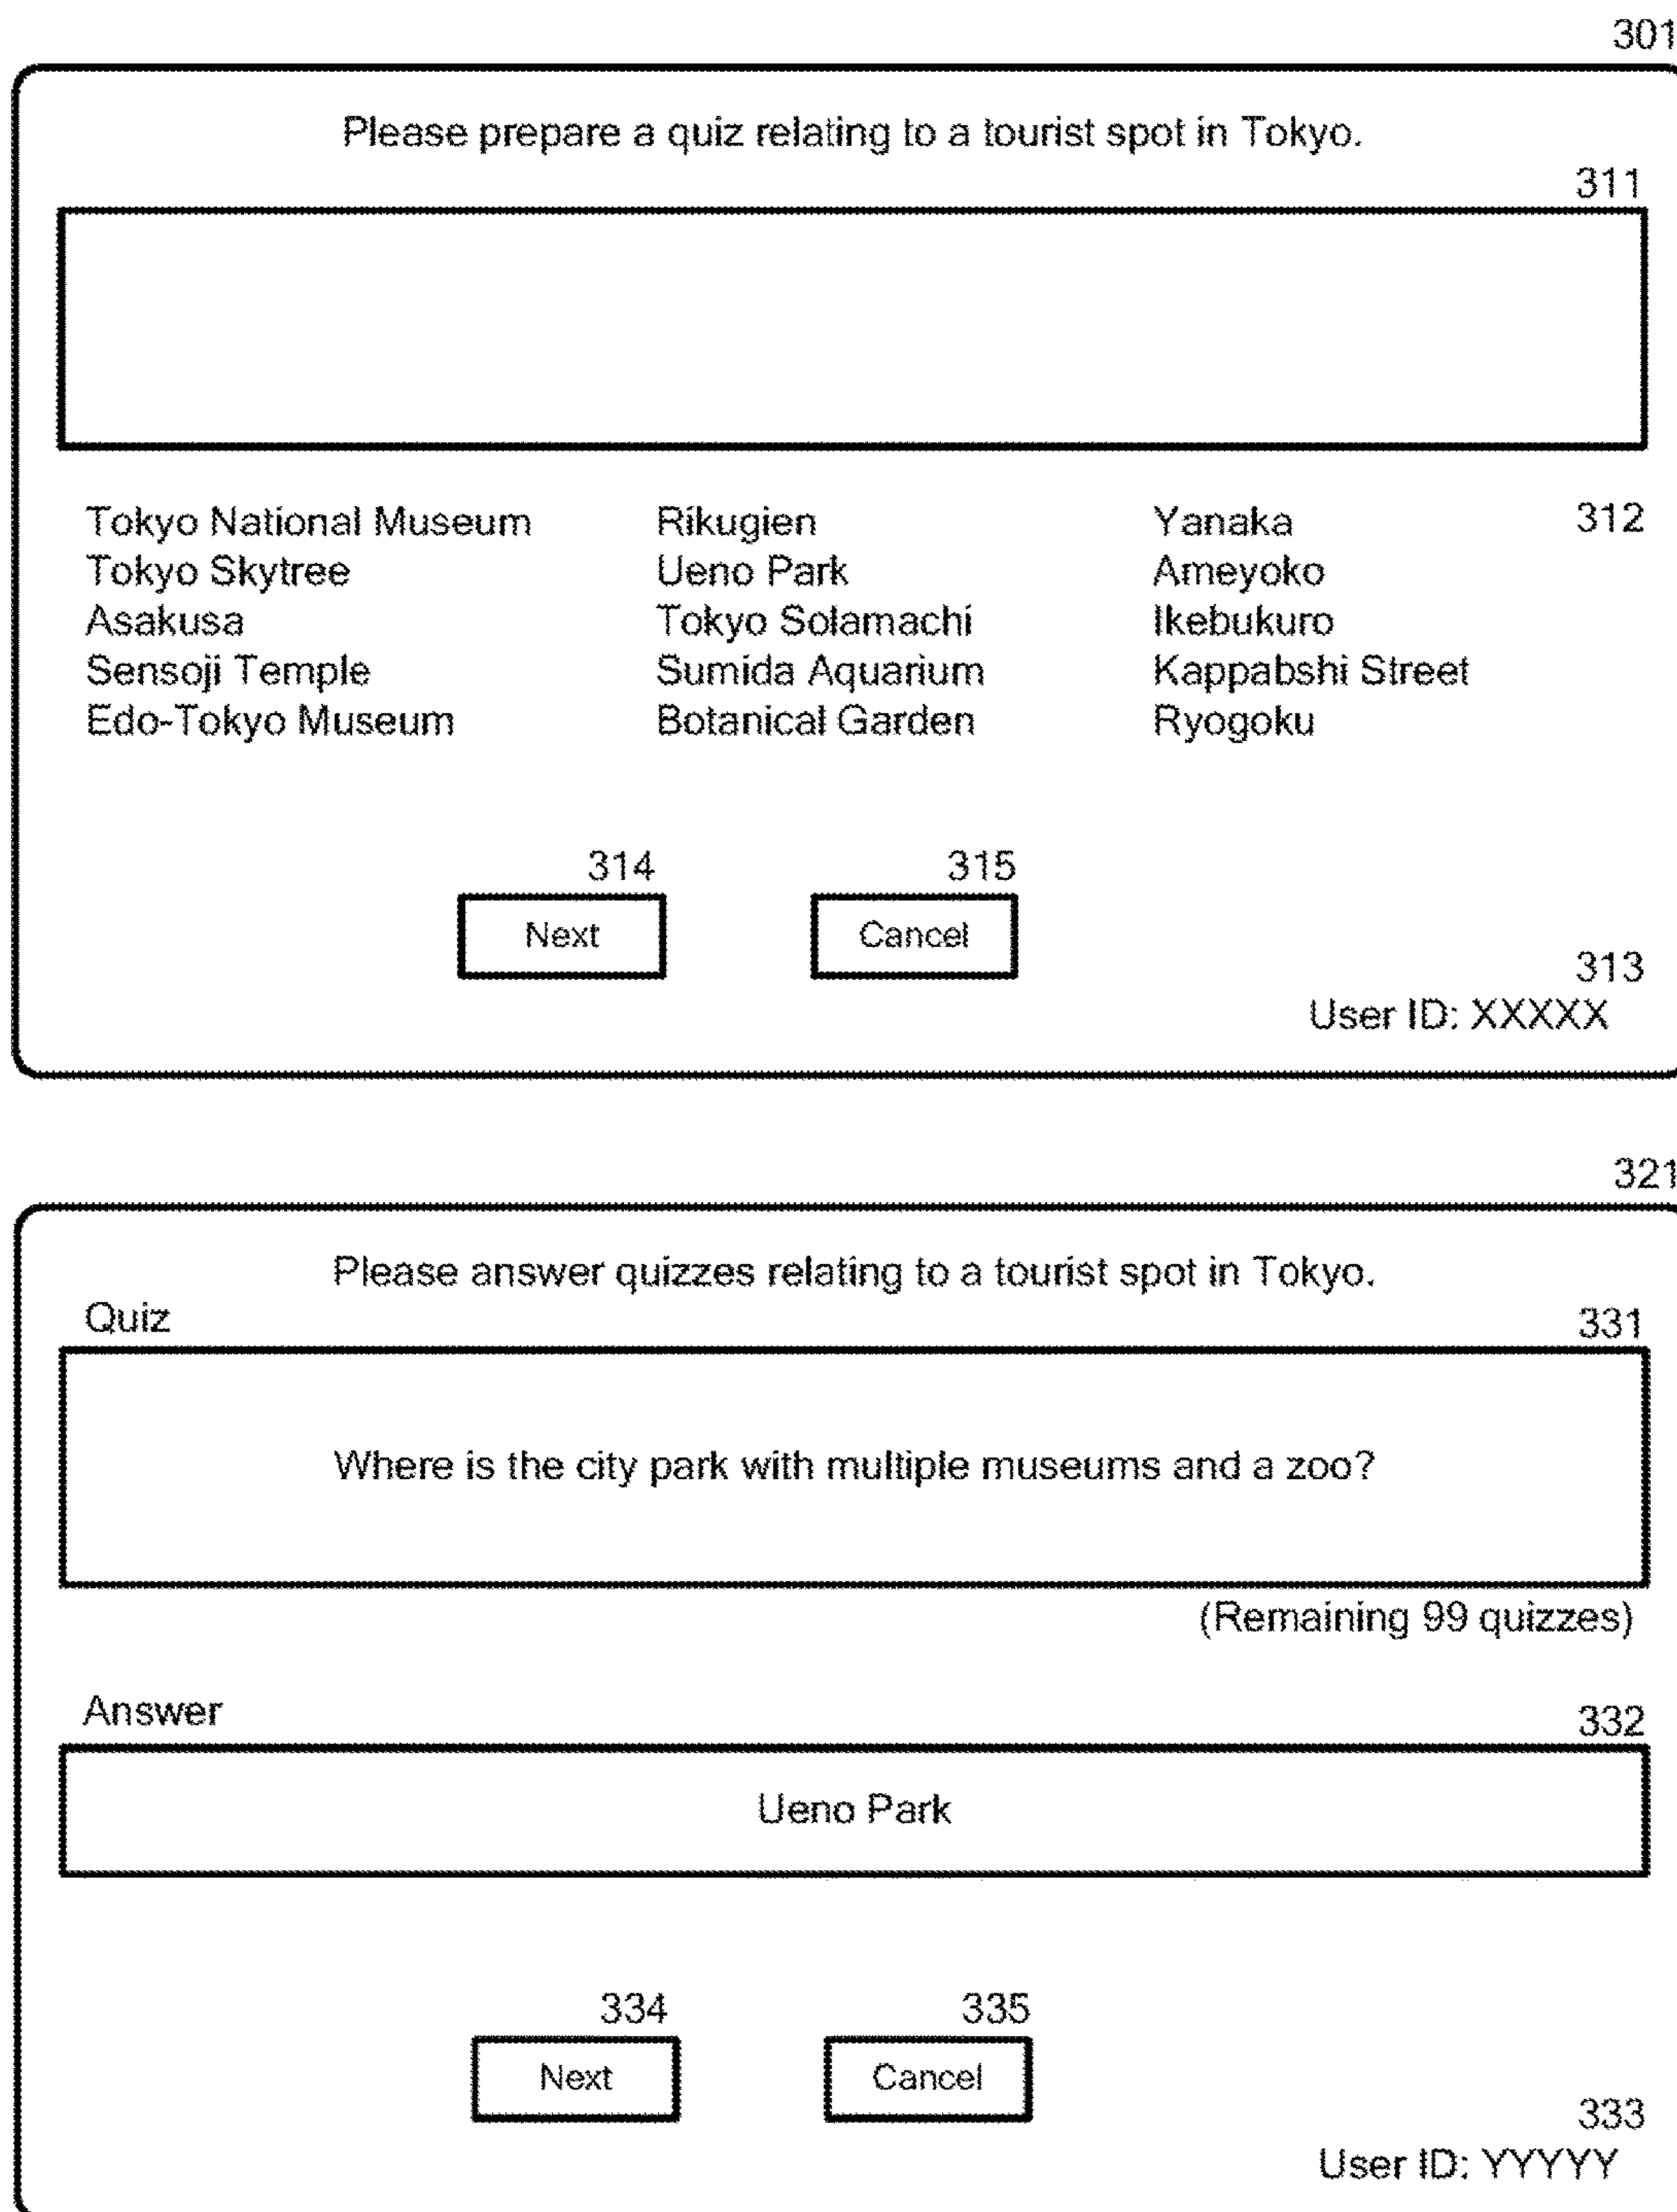 301
Please prepare a quiz relating to a tourist spot in Tokyo.
311
Tokyo National Museum Rikugien Yanaka 312
Tokyo Skytree Ueno Park Ameyoko
Asakusa Tokyo Solamachi Ikebukuro
Sensoji Temple Sumida Aquarium Kappabshi Street
Edo-Tokyo Museum Botanical Garden Ryogoku
314 315
Next Cancel
313
User ID: XXXXX
321
Please answer quizzes relating to a tourist spot in Tokyo.
Quiz 331
Where is the city park with multiple museums and a zoo?
(Remaining 99 quizzes)
Answer 332
Ueno Park
334 335
Next Cancel
333
User ID: YYYYY